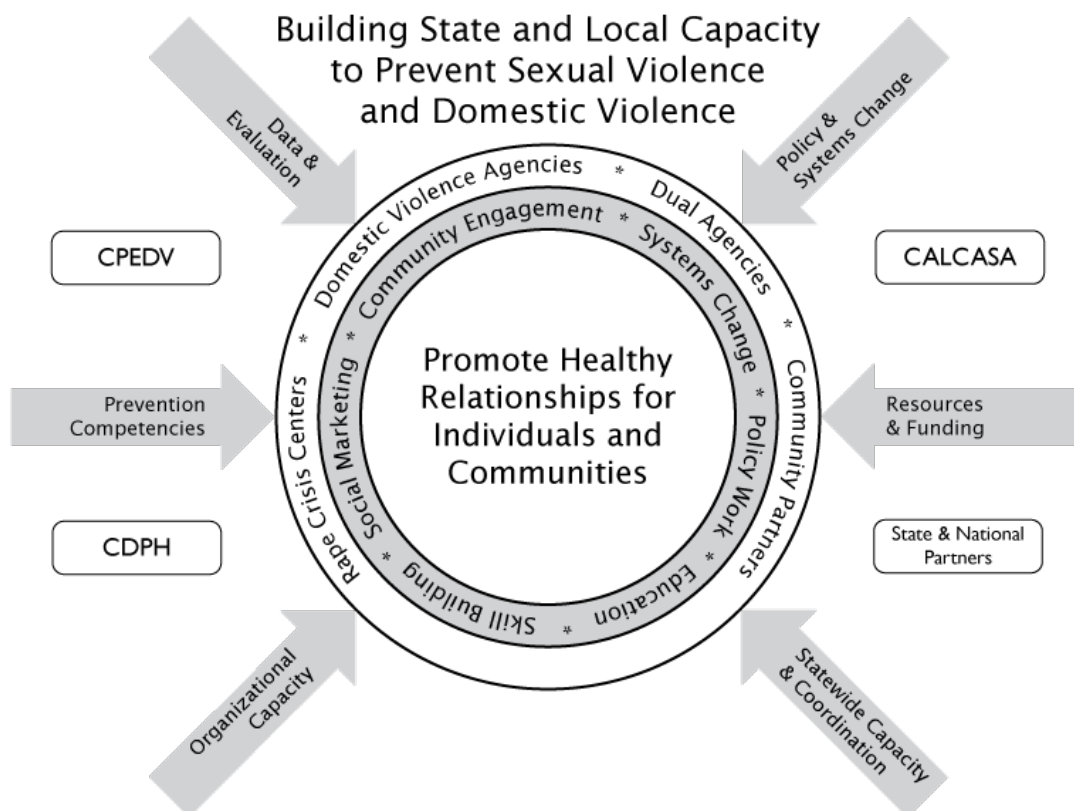 Building State and Local Capacity
to Prevent Sexual Violence
and Domestic Violence
Data &
Evaluation
Policy &
Systems Change
CPEDV
CALCASA
Prevention
Competencies
Resources
& Funding
CDPH
State & National
Partners
Organizational
Capacity
Statewide Capacity
& Coordination
Rape Crisis Centers * Domestic Violence Agencies * Dual Agencies * Community Partners
Social Marketing * Community Engagement * Systems Change * Policy Work * Education * Skill Building *
Promote Healthy
Relationships for
Individuals and
Communities